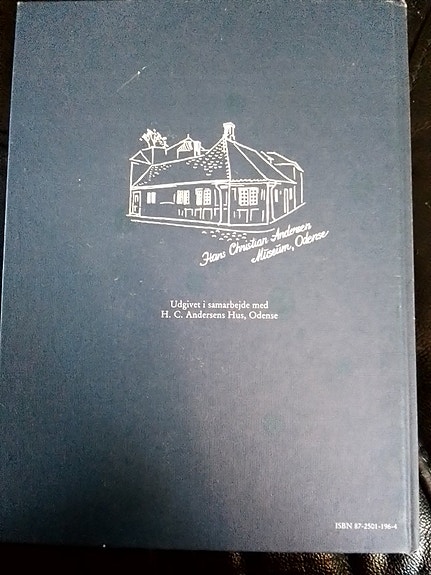 Hans Christian Andersen
Museum, Odense
Udgivet i samarbejde med
H. C. Andersens Hus, Odense
ISBN 87-2501-196-4